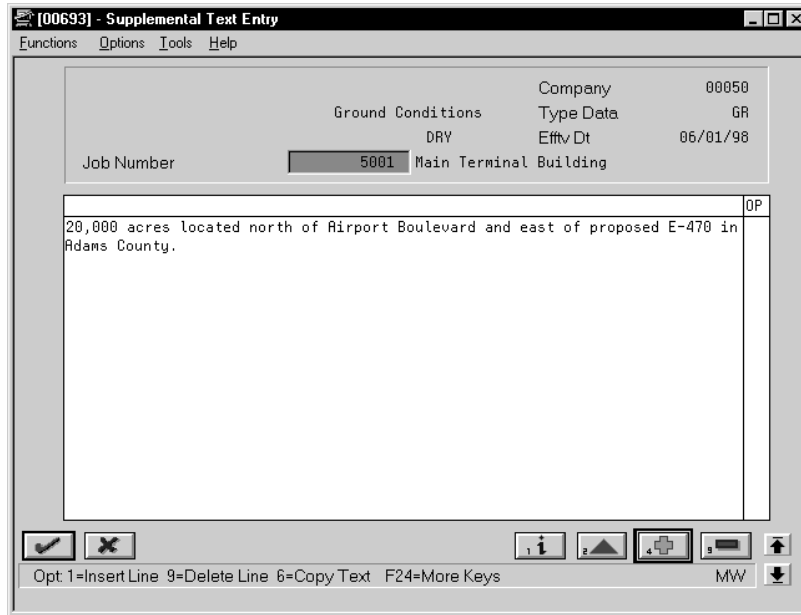 [00693] - Supplemental Text Entry
Functions Options Tools Help
Company 00050
Ground Conditions Type Data GR
DRY Efftv Dt 06/01/98
Job Number 5001 Main Terminal Building
OP
20,000 acres located north of Airport Boulevard and east of proposed E-470 in
Adams County.
1 i 2 4 9
Opt: 1=Insert Line 9=Delete Line 6=Copy Text F24=More Keys MW